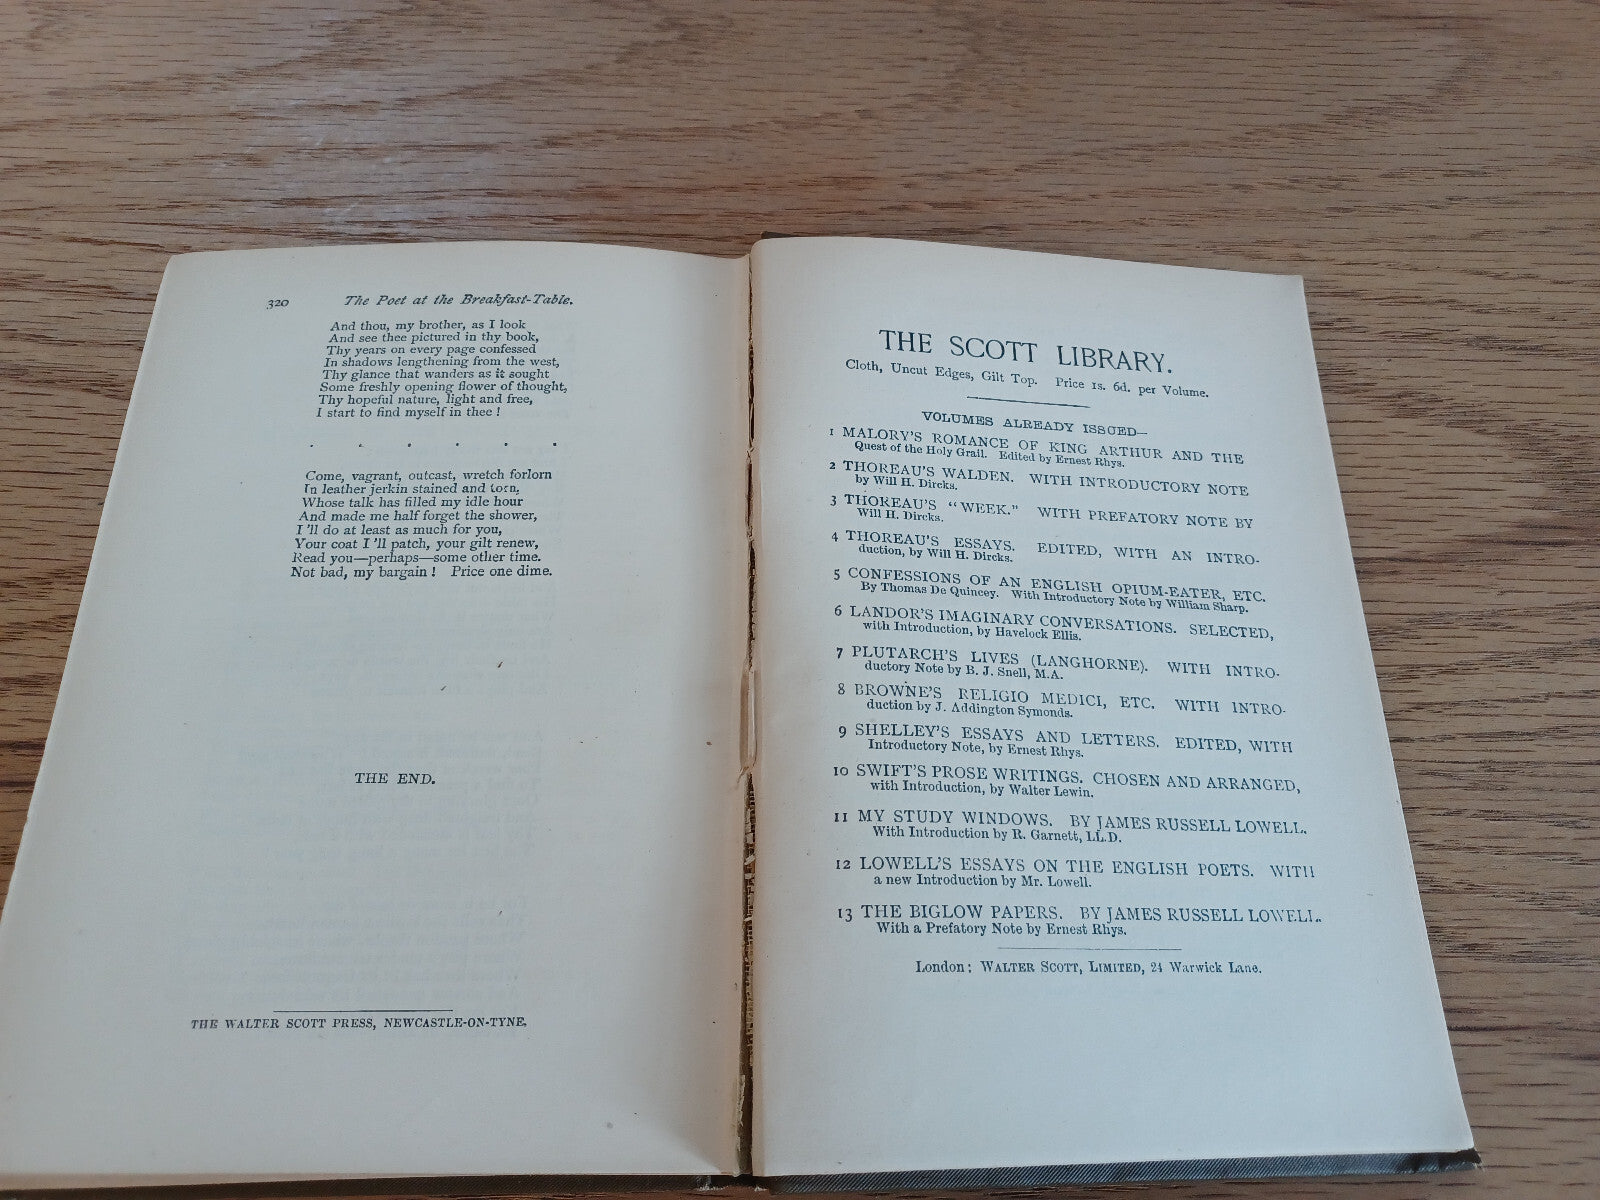 320 The Poet at the Breakfast-Table.
And thou, my brother, as I look
And see thee pictured in thy book,
Thy years on every page confessed
In shadows lengthening from the west,
Thy glance that wanders as it sought
Some freshly opening flower of thought,
Thy hopeful nature, light and free,
I start to find myself in thee !
. . . . . .
Come, vagrant, outcast, wretch forlorn
In leather jerkin stained and torn,
Whose talk has filled my idle hour
And made me half forget the shower,
I 'll do at least as much for you,
Your coat I 'll patch, your gilt renew,
Read you—perhaps—some other time.
Not bad, my bargain ! Price one dime.
THE END.
THE WALTER SCOTT PRESS, NEWCASTLE-ON-TYNE.
THE SCOTT LIBRARY.
Cloth, Uncut Edges, Gilt Top. Price 1s. 6d. per Volume.
VOLUMES ALREADY ISSUED—
1 MALORY'S ROMANCE OF KING ARTHUR AND THE
Quest of the Holy Grail. Edited by Ernest Rhys.
2 THOREAU'S WALDEN. WITH INTRODUCTORY NOTE
by Will H. Dircks.
3 THOREAU'S "WEEK." WITH PREFATORY NOTE BY
Will H. Dircks.
4 THOREAU'S ESSAYS. EDITED, WITH AN INTRO-
duction, by Will H. Dircks.
5 CONFESSIONS OF AN ENGLISH OPIUM-EATER, ETC.
By Thomas De Quincey. With Introductory Note by William Sharp.
6 LANDOR'S IMAGINARY CONVERSATIONS. SELECTED,
with Introduction, by Havelock Ellis.
7 PLUTARCH'S LIVES (LANGHORNE). WITH INTRO-
ductory Note by B. J. Snell, M.A.
8 BROWNE'S RELIGIO MEDICI, ETC. WITH INTRO-
duction by J. Addington Symonds.
9 SHELLEY'S ESSAYS AND LETTERS. EDITED, WITH
Introductory Note, by Ernest Rhys.
10 SWIFT'S PROSE WRITINGS. CHOSEN AND ARRANGED,
with Introduction, by Walter Lewin.
11 MY STUDY WINDOWS. BY JAMES RUSSELL LOWELL.
With Introduction by R. Garnett, LL.D.
12 LOWELL'S ESSAYS ON THE ENGLISH POETS. WITH
a new Introduction by Mr. Lowell.
13 THE BIGLOW PAPERS. BY JAMES RUSSELL LOWELL.
With a Prefatory Note by Ernest Rhys.
London: WALTER SCOTT, LIMITED, 24 Warwick Lane.